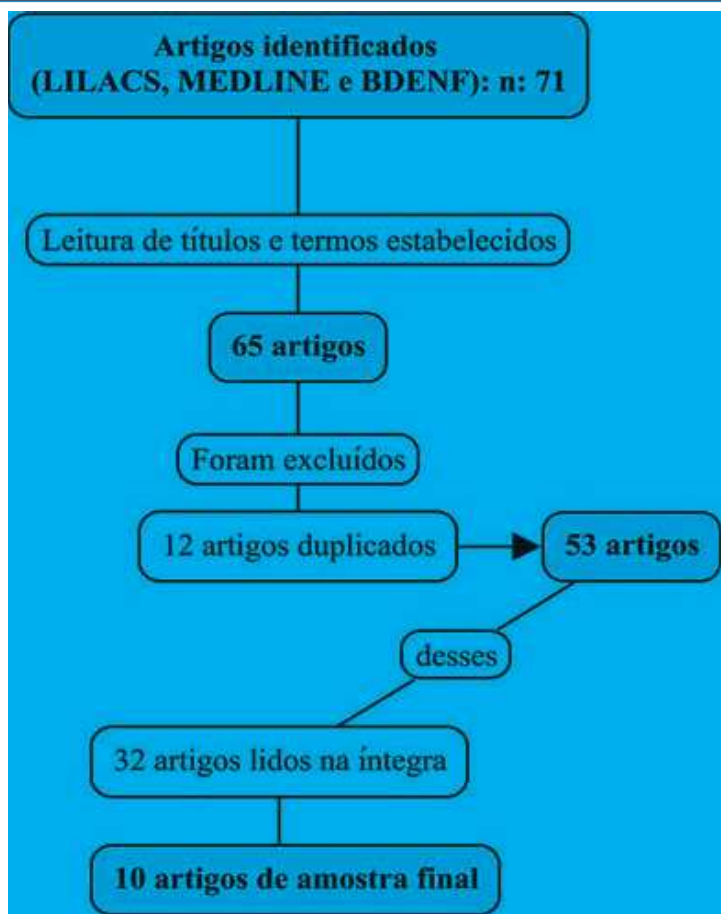 Artigos identificados
(LILACS, MEDLINE e BDENF): n: 71
Leitura de títulos e termos estabelecidos
65 artigos
Foram excluídos
12 artigos duplicados
53 artigos
desses
32 artigos lidos na íntegra
10 artigos de amostra final